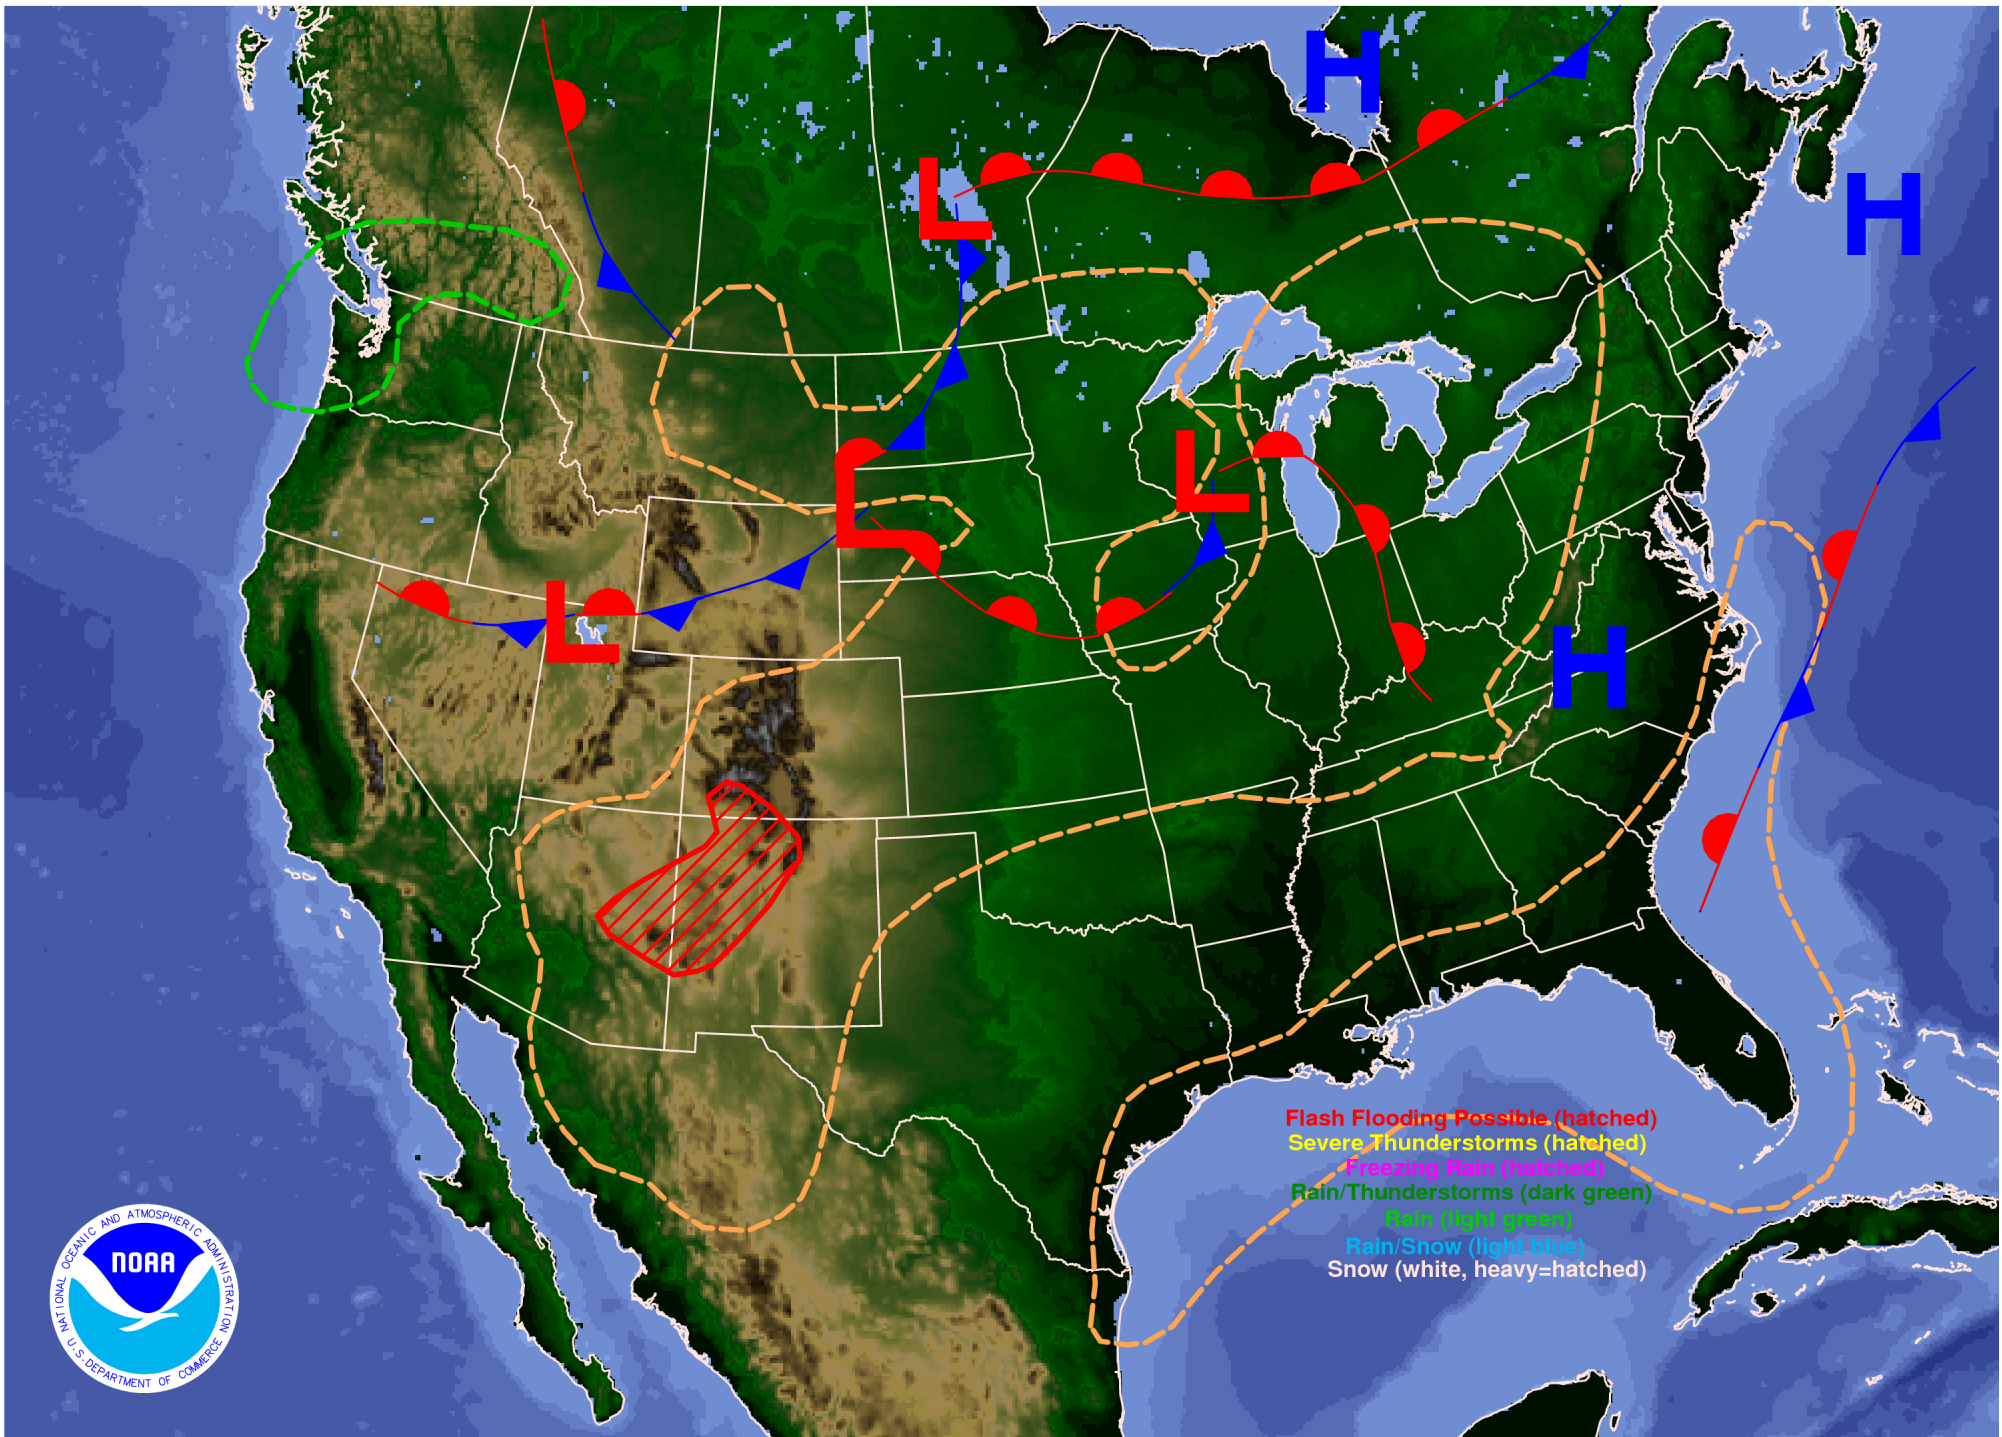 H
H
L
L
L
L
H
Flash Flooding Possible (hatched)
Severe Thunderstorms (hatched)
Freezing Rain (hatched)
Rain/Thunderstorms (dark green)
Rain (light green)
Rain/Snow (light blue)
Snow (white, heavy=hatched)
NATIONAL OCEANIC AND ATMOSPHERIC ADMINISTRATION
NOAA
U.S. DEPARTMENT OF COMMERCE